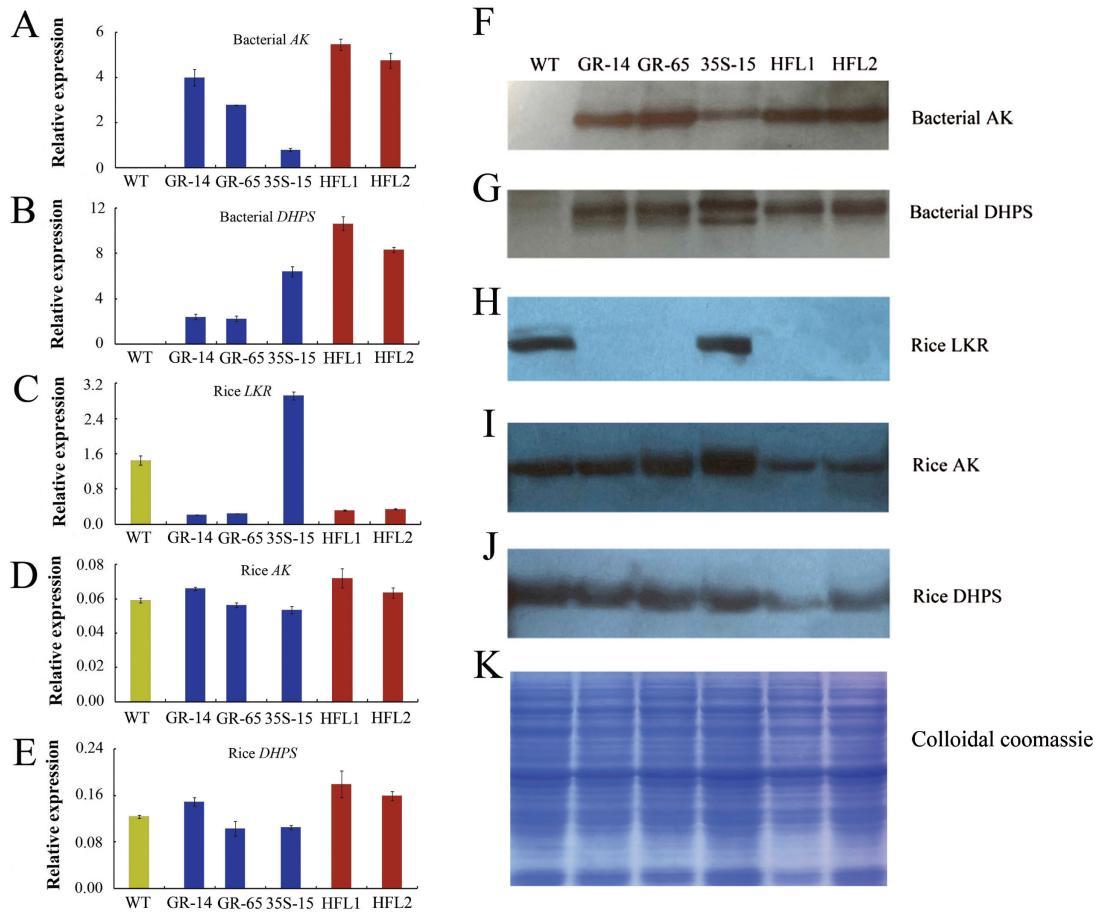 A
Relative expression
6
4
2
0
Bacterial AK
WT GR-14 GR-65 35S-15 HFL1 HFL2
B
Relative expression
12
8
4
0
Bacterial DHPS
WT GR-14 GR-65 35S-15 HFL1 HFL2
C
Relative expression
3.2
2.4
1.6
0.8
0.0
Rice LKR
WT GR-14 GR-65 35S-15 HFL1 HFL2
D
Relative expression
0.08
0.06
0.04
0.02
0.00
Rice AK
WT GR-14 GR-65 35S-15 HFL1 HFL2
E
Relative expression
0.24
0.16
0.08
0.00
Rice DHPS
WT GR-14 GR-65 35S-15 HFL1 HFL2
F
WT GR-14 GR-65 35S-15 HFL1 HFL2
Bacterial AK
G
Bacterial DHPS
H
Rice LKR
I
Rice AK
J
Rice DHPS
K
Colloidal coomassie